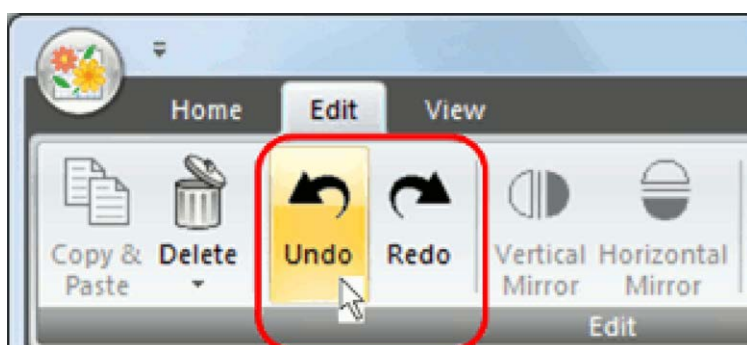 Home Edit View
Copy & Paste Delete Undo Redo Vertical Mirror Horizontal Mirror
Edit